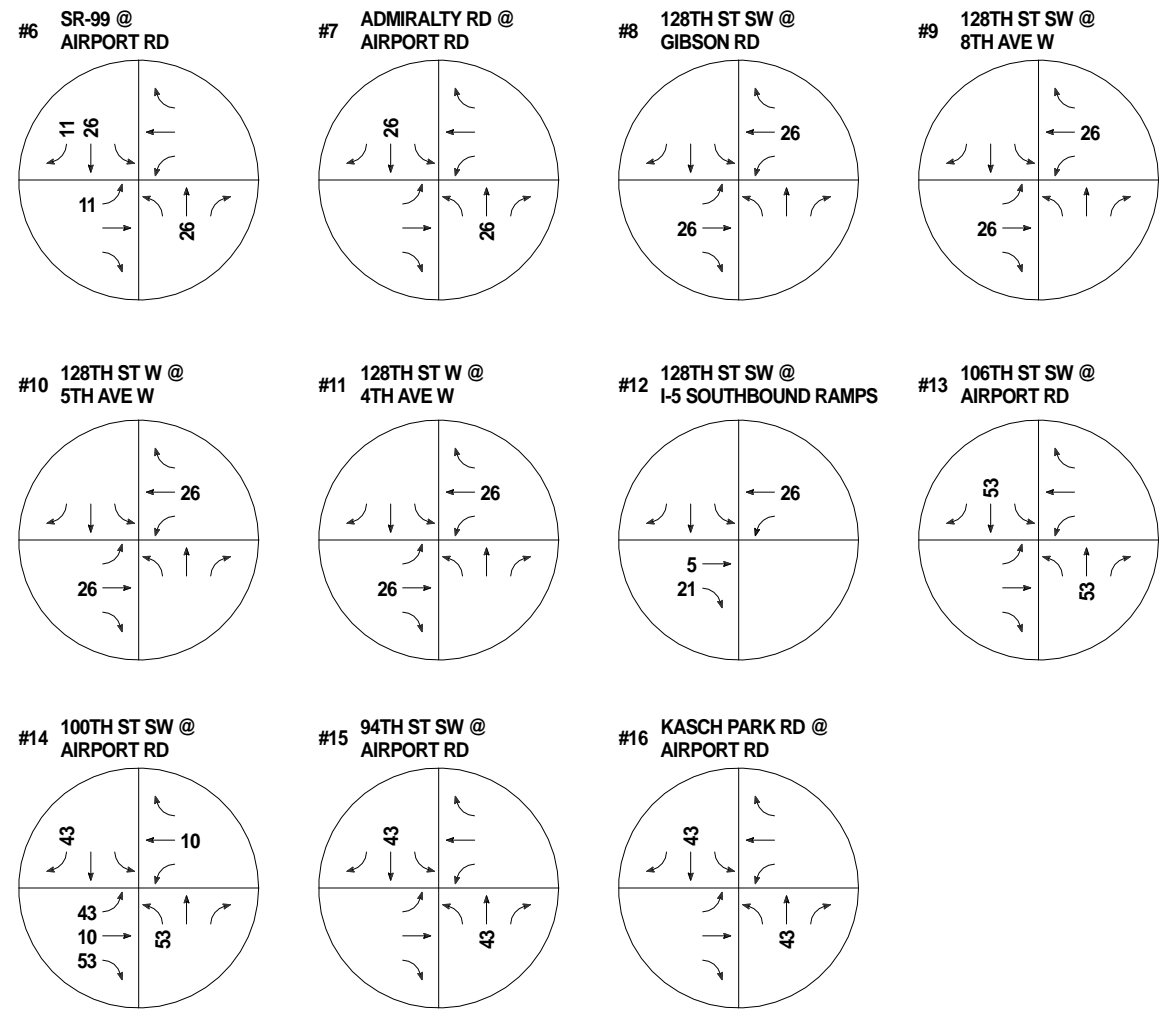 #6 SR-99 @
AIRPORT RD
11 26
11
26
#7 ADMIRALTY RD @
AIRPORT RD
26
26
#8 128TH ST SW @
GIBSON RD
26
26
#9 128TH ST SW @
8TH AVE W
26
26
#10 128TH ST W @
5TH AVE W
26
26
#11 128TH ST W @
4TH AVE W
26
26
#12 128TH ST SW @
I-5 SOUTHBOUND RAMPS
26
5
21
#13 106TH ST SW @
AIRPORT RD
53
53
#14 100TH ST SW @
AIRPORT RD
43
10
43
10
53
53
#15 94TH ST SW @
AIRPORT RD
43
43
#16 KASCH PARK RD @
AIRPORT RD
43
43